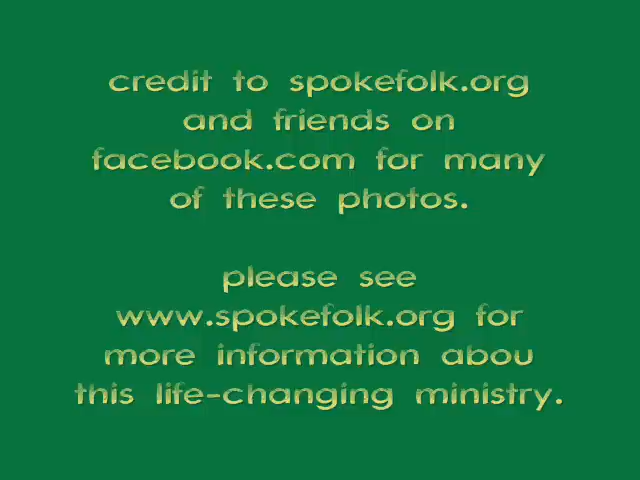 credit to spokefolk.org
and friends on
facebook.com for many
of these photos.
please see
www.spokefolk.org for
more information abou
this life-changing ministry.